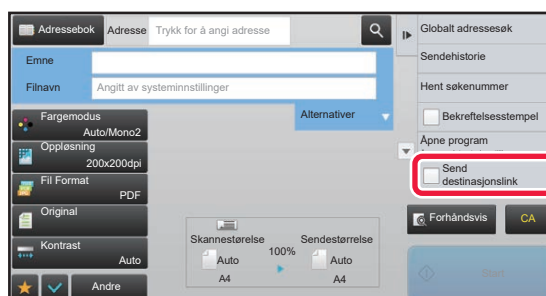 Adressebok
Adresse
Trykk for å angi adresse
Emne
Filnavn
Angitt av systeminnstillinger
Alternativer
Fargemodus
Auto/Mono2
Oppløsning
200x200dpi
Fil Format
PDF
Original
Kontrast
Auto
Andre
Skannestørelse
100%
Sendestørrelse
Auto
A4
Auto
A4
Globalt adressesøk
Sendehistorie
Hent søkenummer
Bekreftelsesstempel
Åpne program
Send
destinasjonslink
Forhåndsvis
CA
Start